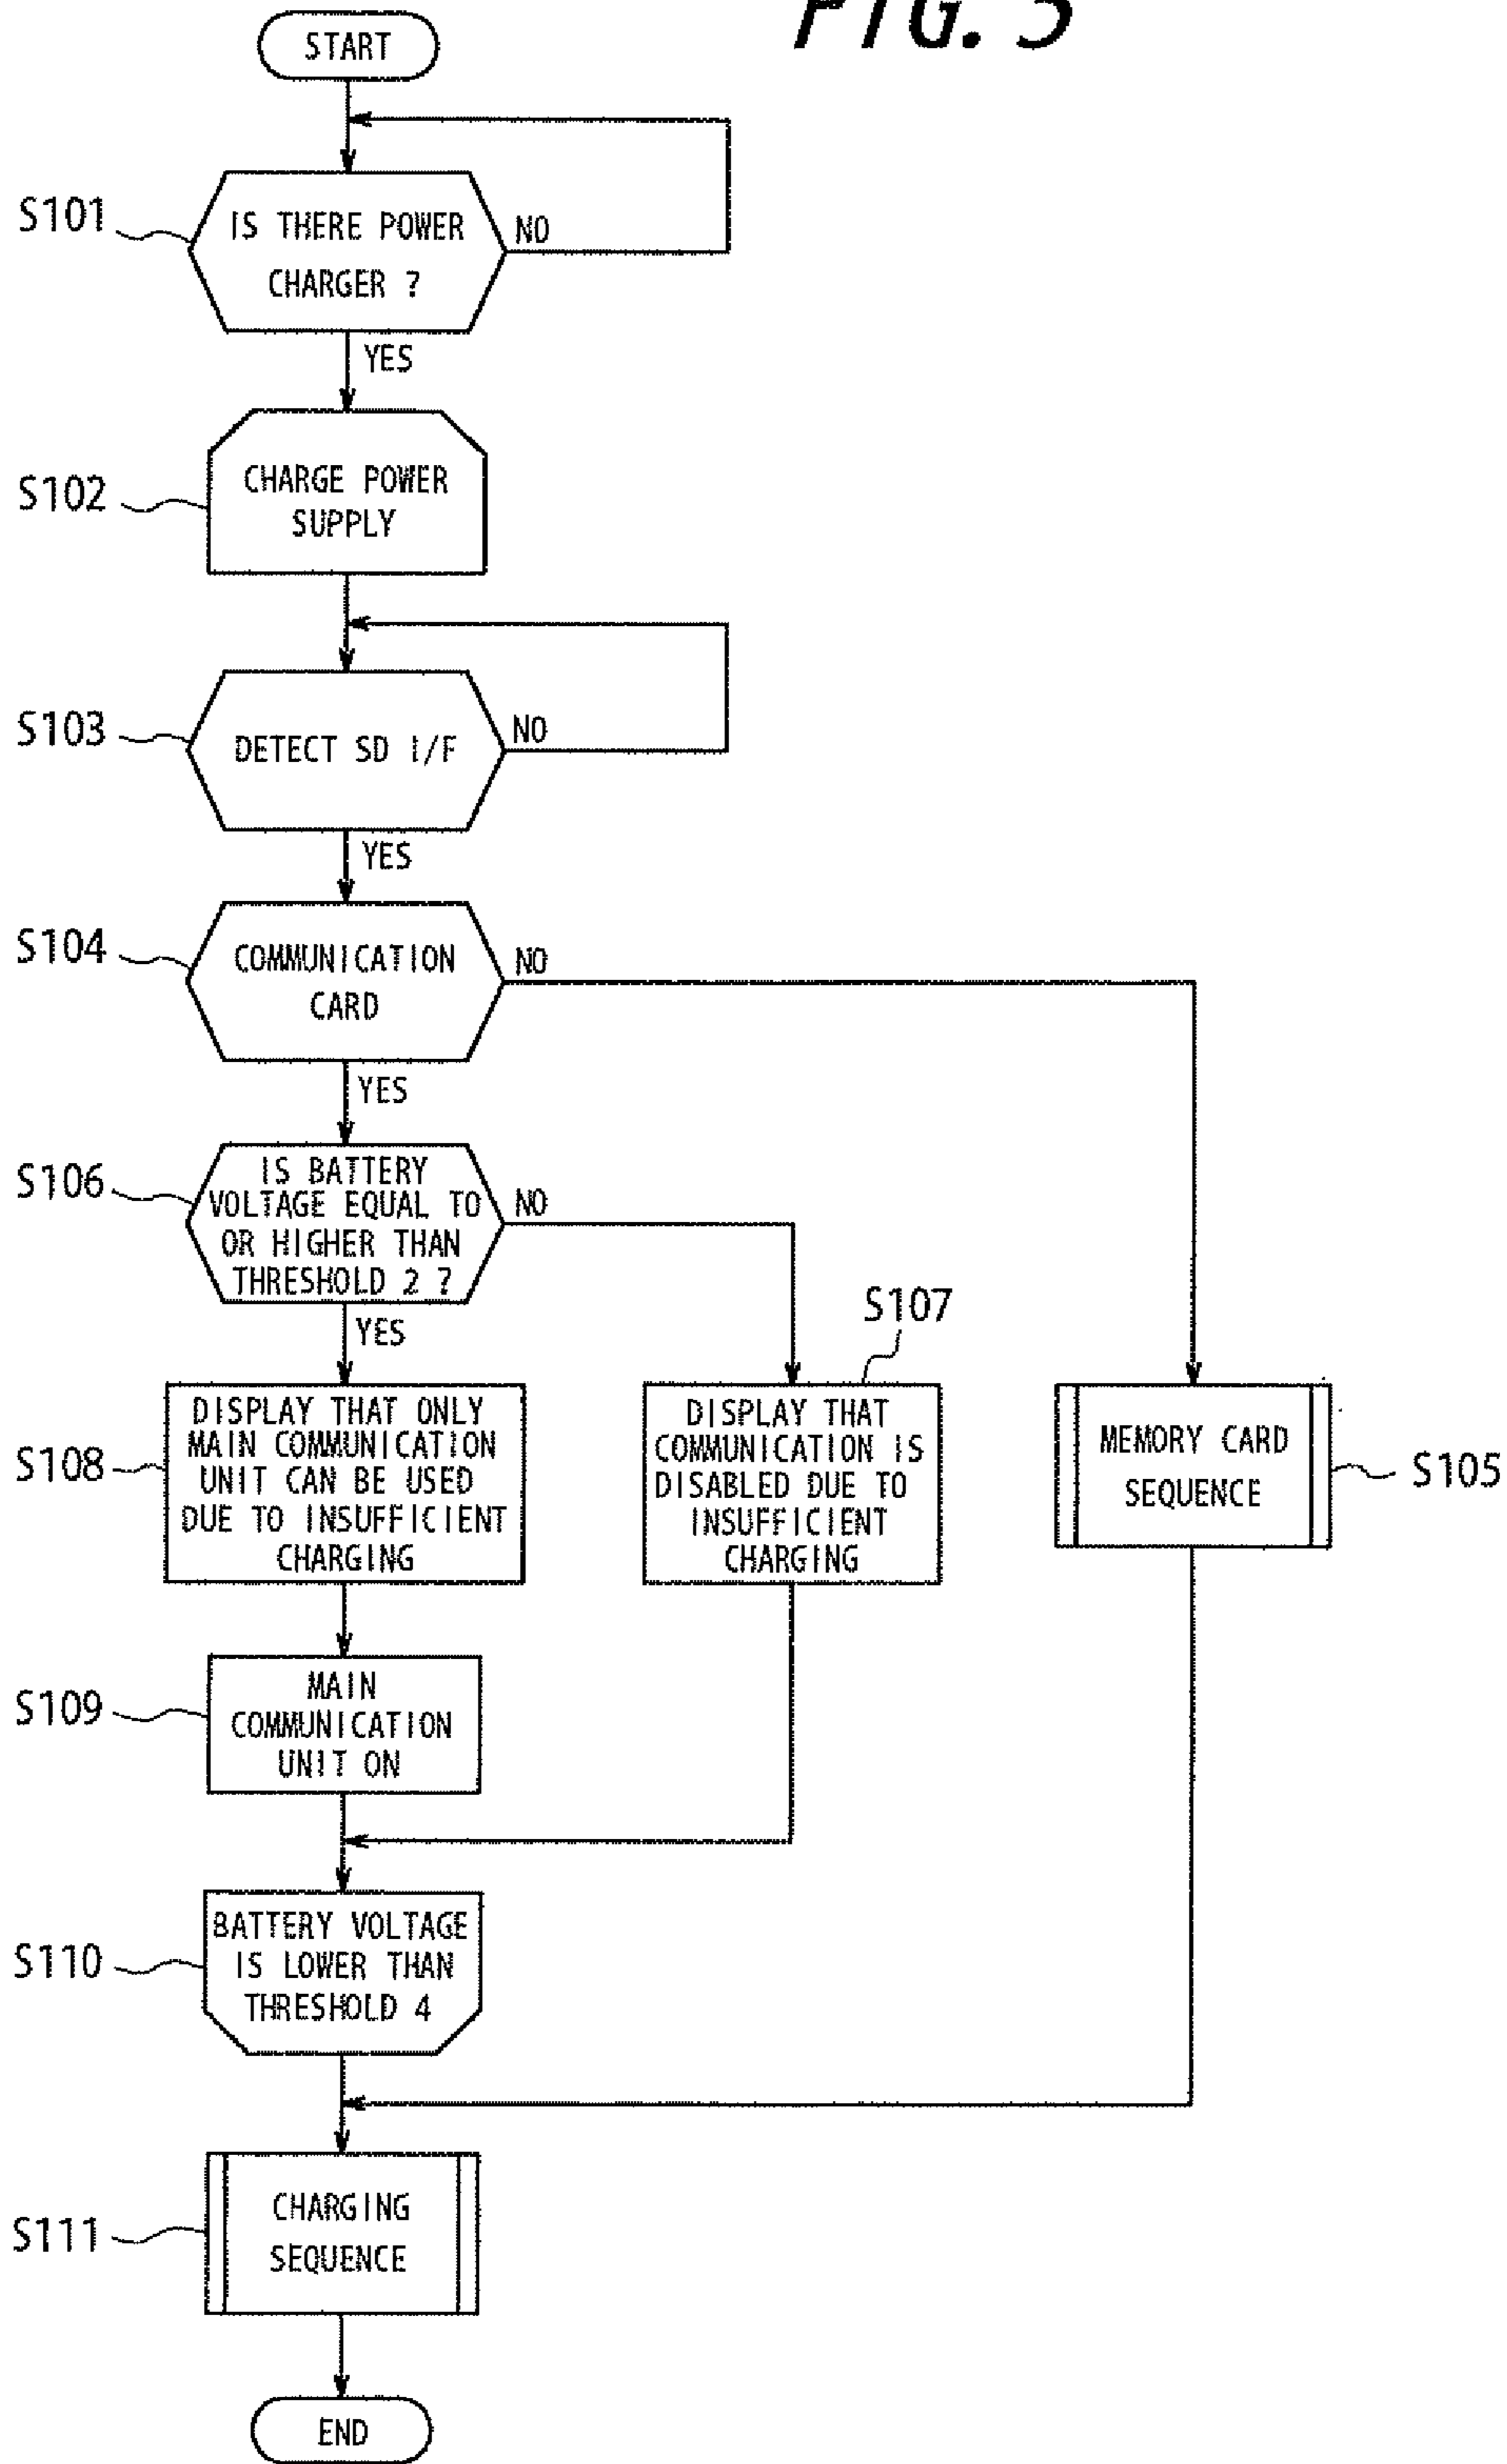 FIG. 5
START
S101
IS THERE POWER
CHARGER ?
NO
YES
S102
CHARGE POWER
SUPPLY
S103
DETECT SD I/F
NO
YES
S104
COMMUNICATION
CARD
NO
YES
S106
IS BATTERY
VOLTAGE EQUAL TO
OR HIGHER THAN
THRESHOLD 2 ?
NO
YES
S107
S108
DISPLAY THAT ONLY
MAIN COMMUNICATION
UNIT CAN BE USED
DUE TO INSUFFICIENT
CHARGING
DISPLAY THAT
COMMUNICATION IS
DISABLED DUE TO
INSUFFICIENT
CHARGING
MEMORY CARD
SEQUENCE
S105
S109
MAIN
COMMUNICATION
UNIT ON
S110
BATTERY VOLTAGE
IS LOWER THAN
THRESHOLD 4
S111
CHARGING
SEQUENCE
END